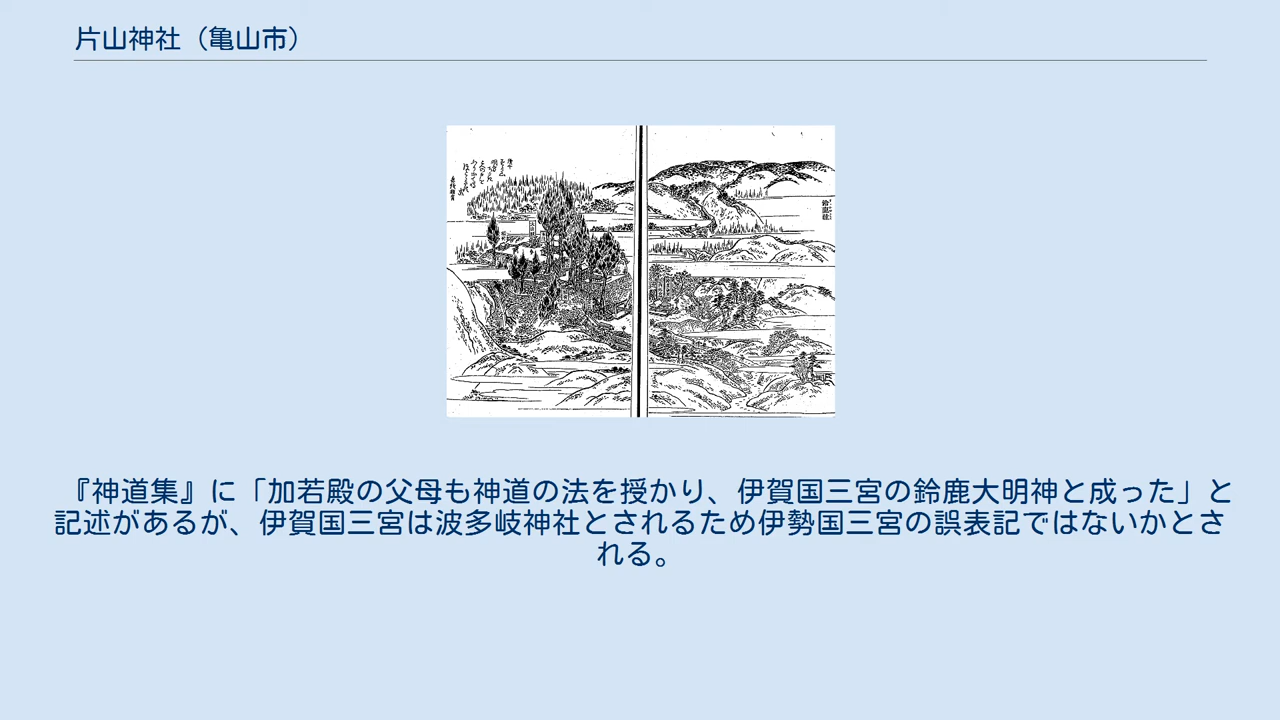 片山神社（亀山市）
鈴鹿社
『神道集』に「加若殿の父母も神道の法を授かり、伊賀国三宮の鈴鹿大明神と成った」と
記述があるが、伊賀国三宮は波多岐神社とされるため伊勢国三宮の誤表記ではないかとさ
れる。